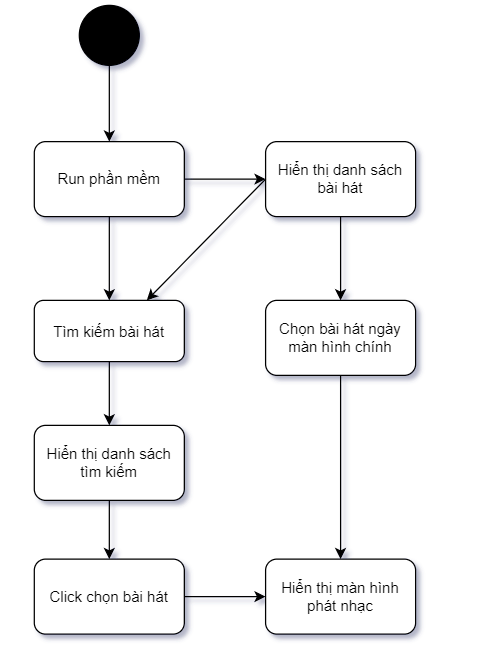 Run phần mềm
Hiển thị danh sách
bài hát
Tìm kiếm bài hát
Chọn bài hát ngày
màn hình chính
Hiển thị danh sách
tìm kiếm
Click chọn bài hát
Hiển thị màn hình
phát nhạc